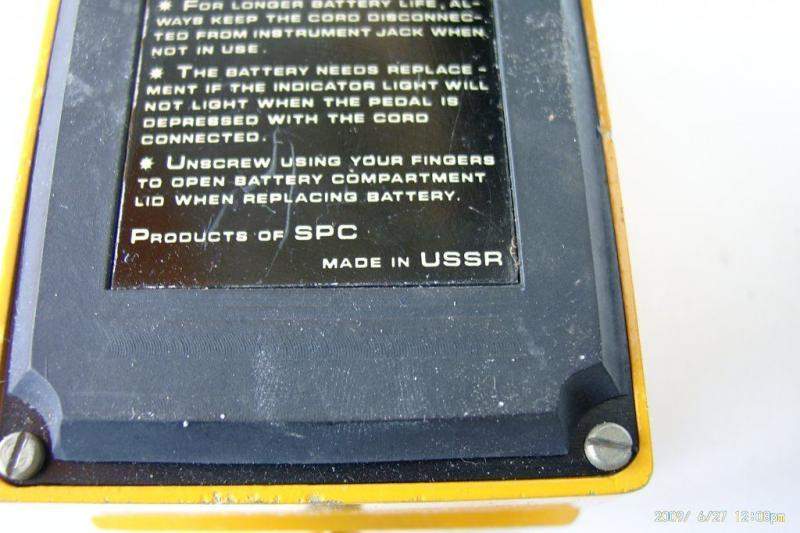 ✷ FOR LONGER BATTERY LIFE, AL-
WAYS KEEP THE CORD DISCONNEC-
TED FROM INSTRUMENT JACK WHEN
NOT IN USE.
✷ THE BATTERY NEEDS REPLACE-
MENT IF THE INDICATOR LIGHT WILL
NOT LIGHT WHEN THE PEDAL IS
DEPRESSED WITH THE CORD
CONNECTED.
✷ UNSCREW USING YOUR FINGERS
TO OPEN BATTERY COMPARTMENT
LID WHEN REPLACING BATTERY.
PRODUCTS OF SPC
MADE IN USSR
2009/ 6/27 12:08pm